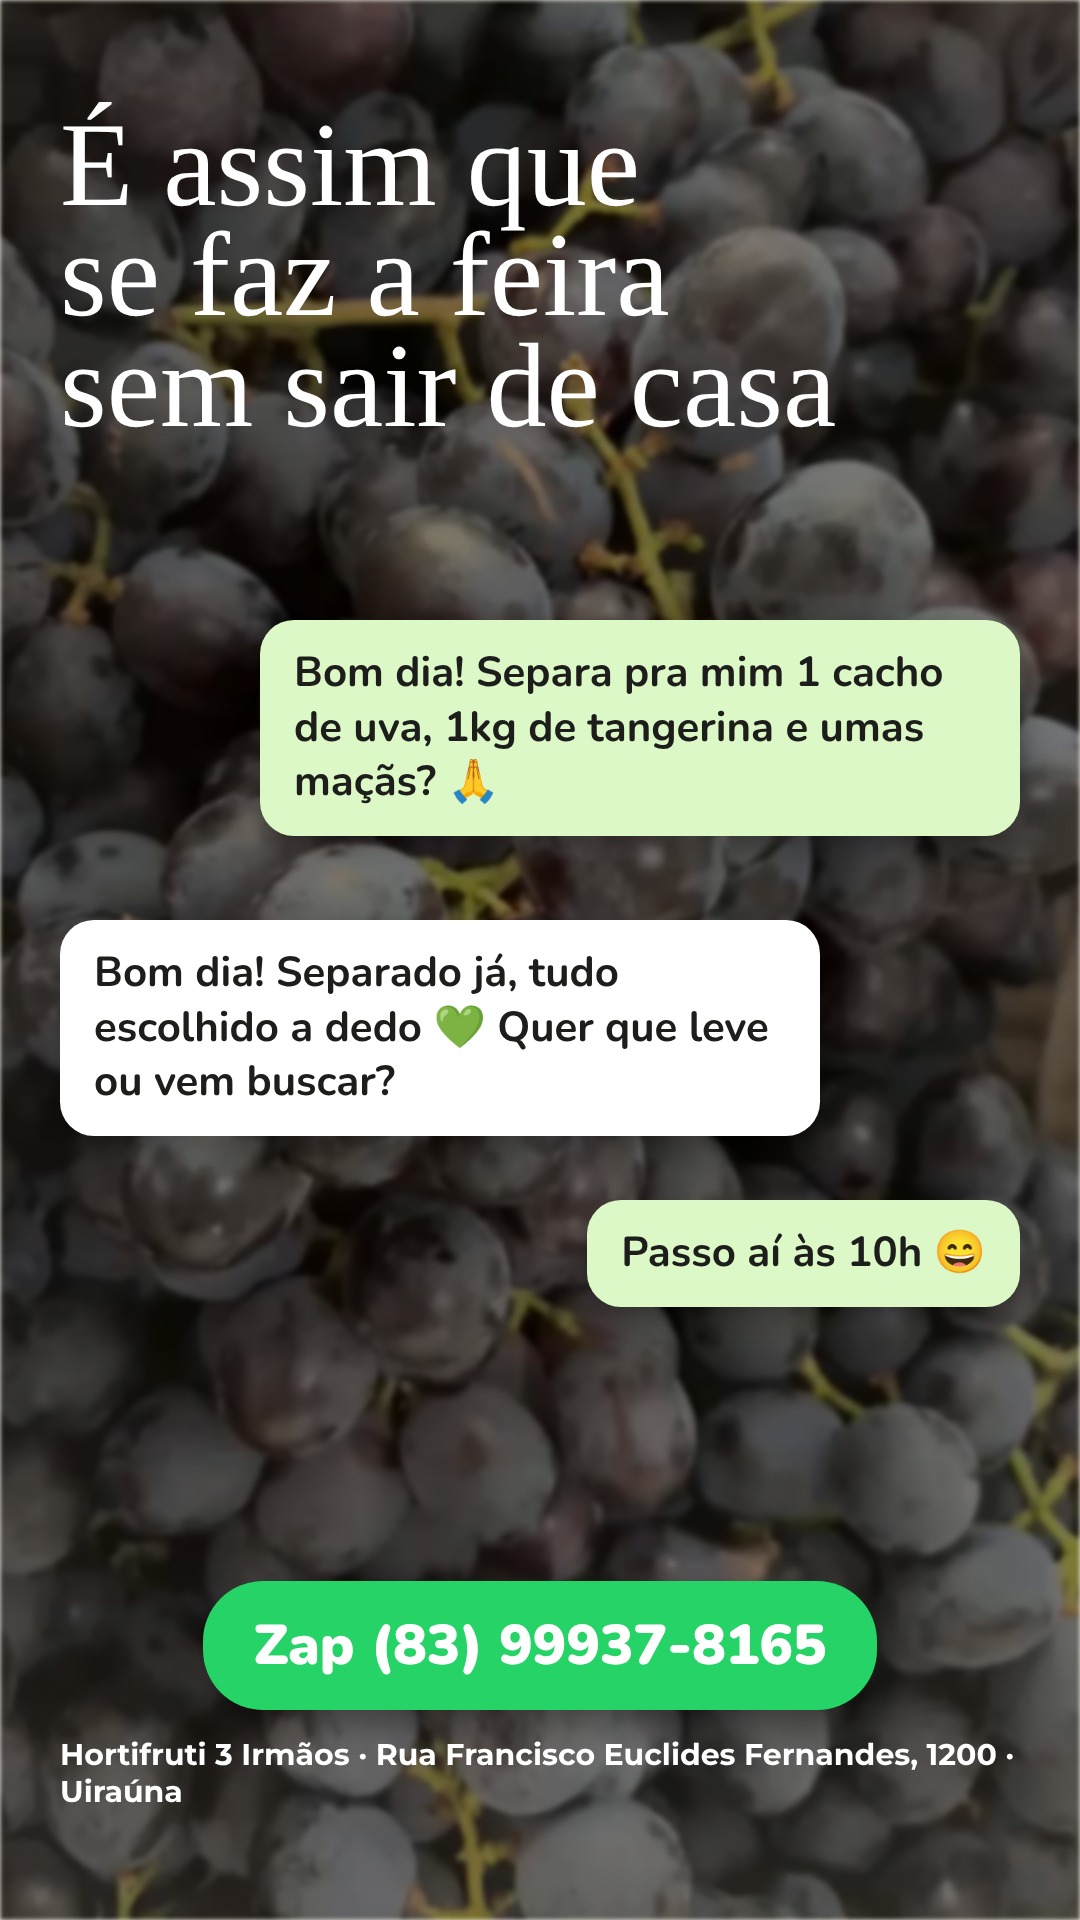 É assim que
se faz a feira
sem sair de casa
Bom dia! Separa pra mim 1 cacho
de uva, 1kg de tangerina e umas
maçãs? 🙏
Bom dia! Separado já, tudo
escolhido a dedo 💚 Quer que leve
ou vem buscar?
Passo aí às 10h 😄
Zap (83) 99937-8165
Hortifruti 3 Irmãos · Rua Francisco Euclides Fernandes, 1200 ·
Uiraúna